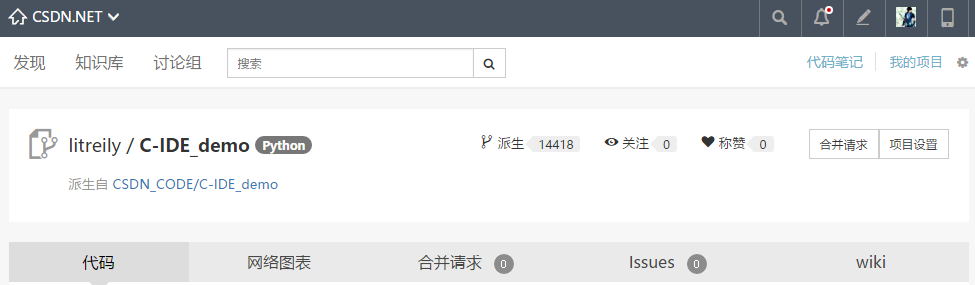 CSDN.NET
发现 知识库 讨论组 搜索 代码笔记 我的项目
litreily / C-IDE_demo Python 派生 14418 关注 0 称赞 0 合并请求 项目设置
派生自 CSDN_CODE/C-IDE_demo
代码 网络图表 合并请求 0 Issues 0 wiki